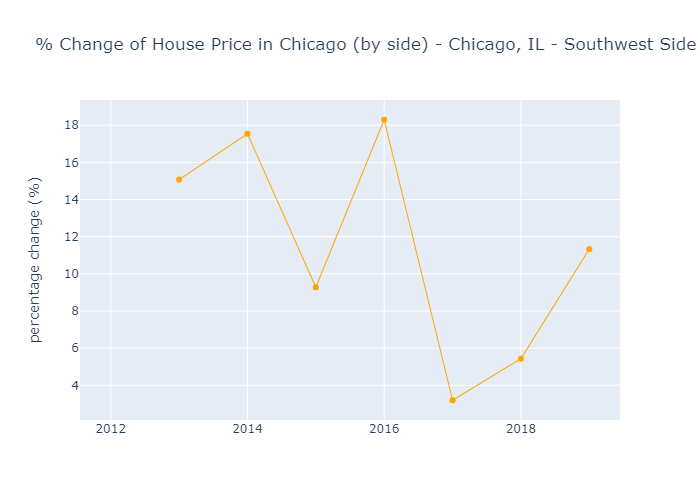 % Change of House Price in Chicago (by side) - Chicago, IL - Southwest Side
percentage change (%)
18
16
14
12
10
8
6
4
2012 2014 2016 2018